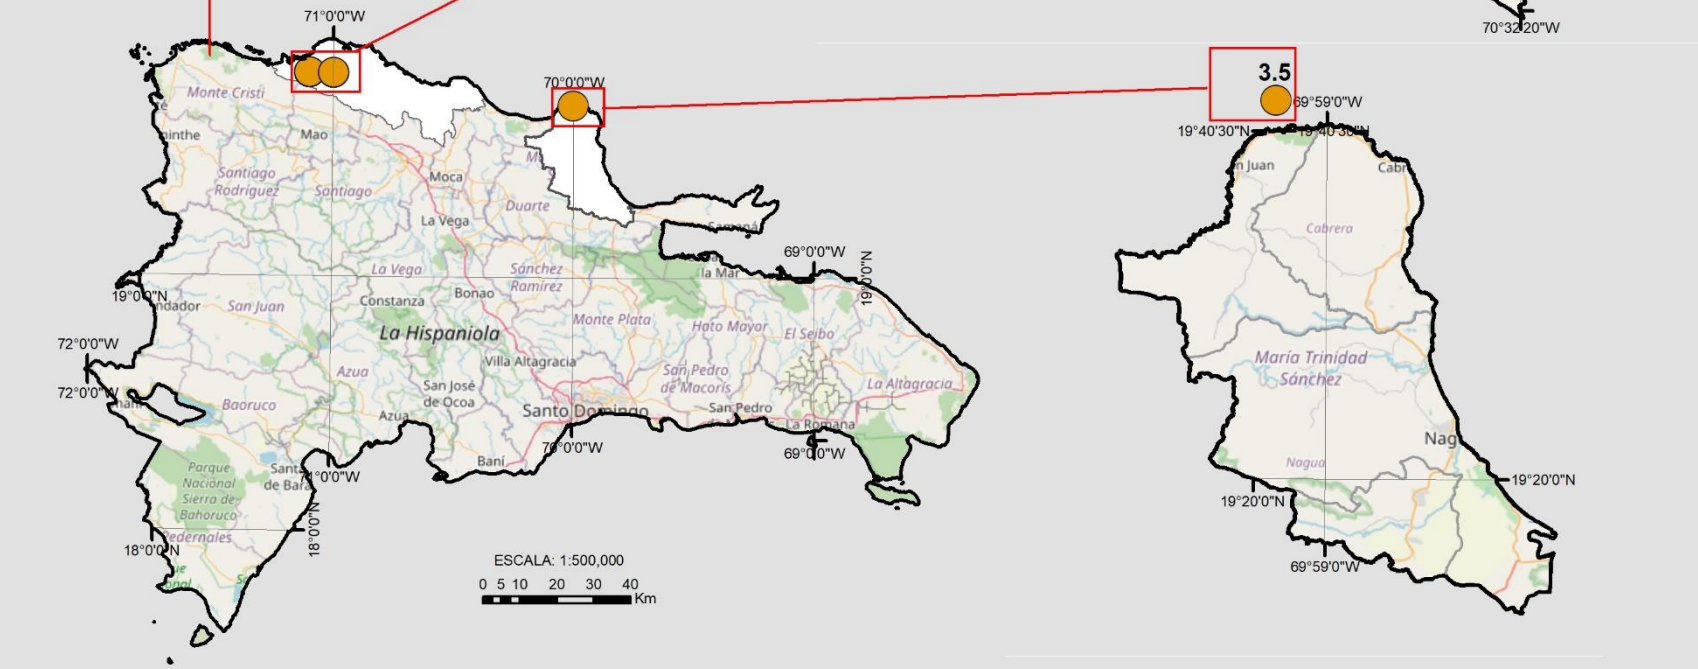 71°0'0"W
70°32'20"W
3.5
70°0'0"W
69°59'0"W
19°40'30"N
19°40'30"N
Monte Cristi
Mao
Santiago
Rodríguez
Santiago
Moca
Duarte
La Vega
Samaná
n Juan
Cabr
Cabrera
69°0'0"W
19°0'0"N
la Mar
La Vega
Sánchez
Ramírez
19°0'0"N
San Juan
Constanza
Bonao
Monte Plata
Hato Mayor
El Seibo
La Hispaniola
72°0'0"W
Villa Altagracia
María Trinidad
Sánchez
Azua
San José
de Ocoa
San Pedro
de Macorís
La Altagracia
72°0'0"W
Baoruco
Azua
Santo Domingo
San Pedro
La Romana
70°0'0"W
69°0'0"W
Nag
Baní
Nagua
Parque
Nacional
Sierra de
Bahoruco
71°0'0"W
de Bara
19°20'0"N
19°20'0"N
Pedernales
18°0'0"N
18°0'0"N
ESCALA: 1:500,000
0 5 10 20 30 40
Km
69°59'0"W